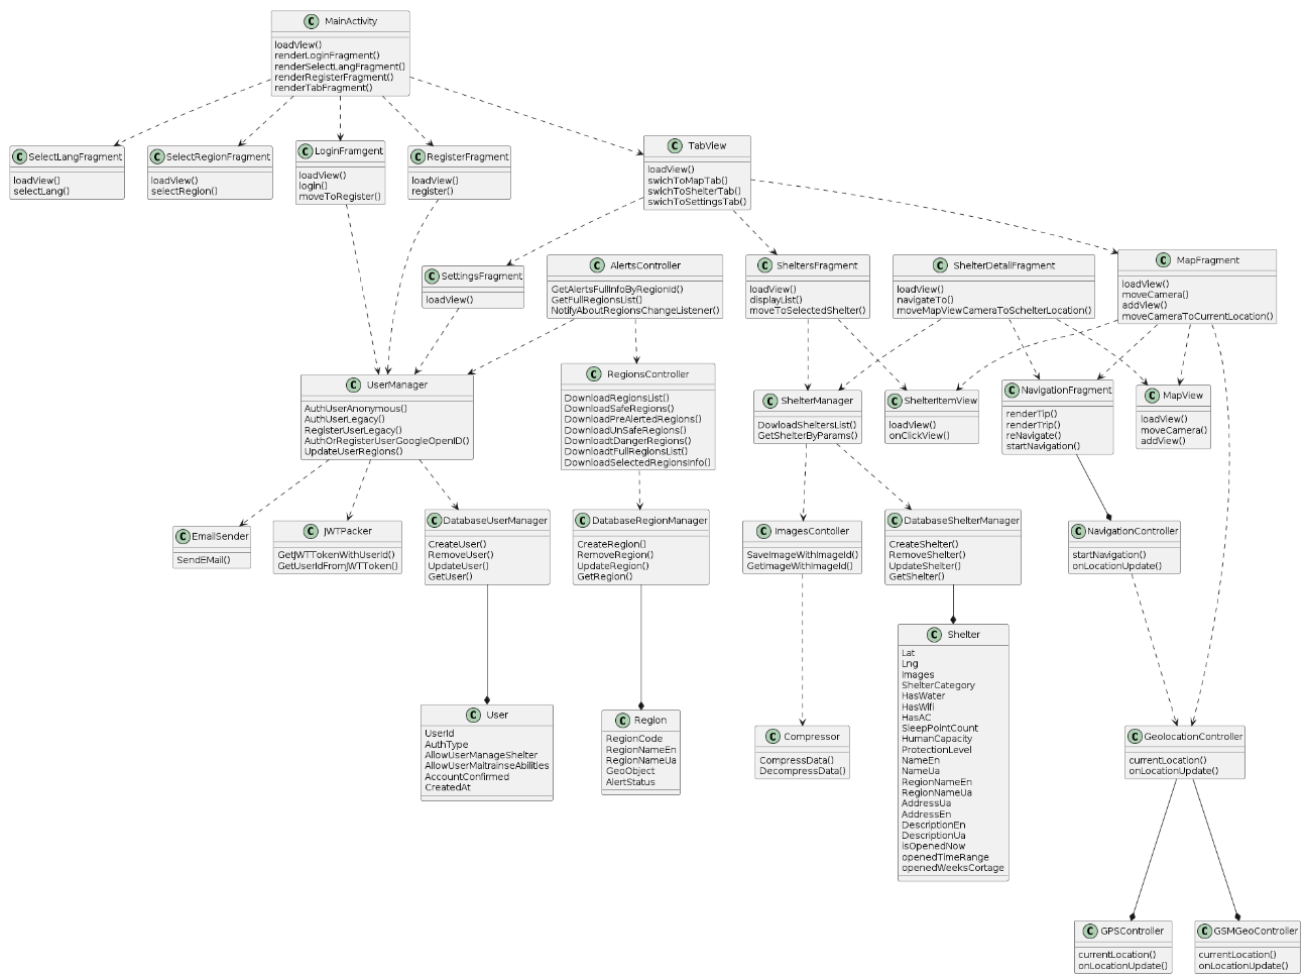 C MainActivity
loadView()
renderLoginFragment()
renderSelectLangFragment()
renderRegisterFragment()
renderTabFragment()
C SelectLangFragment
loadView()
selectLang()
C SelectRegionFragment
loadView()
selectRegion()
C LoginFramgent
loadView()
login()
moveToRegister()
C RegisterFragment
loadView()
register()
C TabView
loadView()
swichToMapTab()
swichToShelterTab()
swichToSettingsTab()
C SettingsFragment
loadView()
C AlertsController
GetAlertsFullInfoByRegionId()
GetFullRegionsList()
NotifyAboutRegionsChangeListener()
C SheltersFragment
loadView()
displayList()
moveToSelectedShelter()
C ShelterDetailFragment
loadView()
navigateTo()
moveMapViewCameraToSchelterLocation()
C MapFragment
loadView()
moveCamera()
addView()
moveCameraToCurrentLocation()
C UserManager
AuthUserAnonymous()
AuthUserLegacy()
RegisterUserLegacy()
AuthOrRegisterUserGoogleOpenID()
UpdateUserRegions()
C RegionsController
DownloadRegionsList()
DownloadSafeRegions()
DownloadPreAlertedRegions()
DownloadUnSafeRegions()
DownloadtDangerRegions()
DownloadtFullRegionsList()
DownloadSelectedRegionsInfo()
C ShelterManager
DowloadSheltersList()
GetShelterByParams()
C ShelterItemView
loadView()
onClickView()
C NavigationFragment
renderTip()
renderTrip()
reNavigate()
startNavigation()
C MapView
loadView()
moveCamera()
addView()
C EmailSender
SendEMail()
C JWTPacker
GetJWTTokenWithUserId()
GetUserIdFromJWTToken()
C DatabaseUserManager
CreateUser()
RemoveUser()
UpdateUser()
GetUser()
C DatabaseRegionManager
CreateRegion()
RemoveRegion()
UpdateRegion()
GetRegion()
C ImagesContoller
SaveImageWithImageId()
GetImageWithImageId()
C DatabaseShelterManager
CreateShelter()
RemoveShelter()
UpdateShelter()
GetShelter()
C NavigationController
startNavigation()
onLocationUpdate()
C User
UserId
AuthType
AllowUserManageShelter
AllowUserMaitrainseAbilities
AccountConfirmed
CreatedAt
C Region
RegionCode
RegionNameEn
RegionNameUa
GeoObject
AlertStatus
C Compressor
CompressData()
DecompressData()
C Shelter
Lat
Lng
Images
ShelterCategory
HasWater
HasWifi
HasAC
SleepPointCount
HumanCapacity
ProtectionLevel
NameEn
NameUa
RegionNameEn
RegionNameUa
AddressUa
AddressEn
DescriptionEn
DescriptionUa
isOpenedNow
openedTimeRange
openedWeeksCortage
C GeolocationController
currentLocation()
onLocationUpdate()
C GPSController
currentLocation()
onLocationUpdate()
C GSMGeoController
currentLocation()
onLocationUpdate()